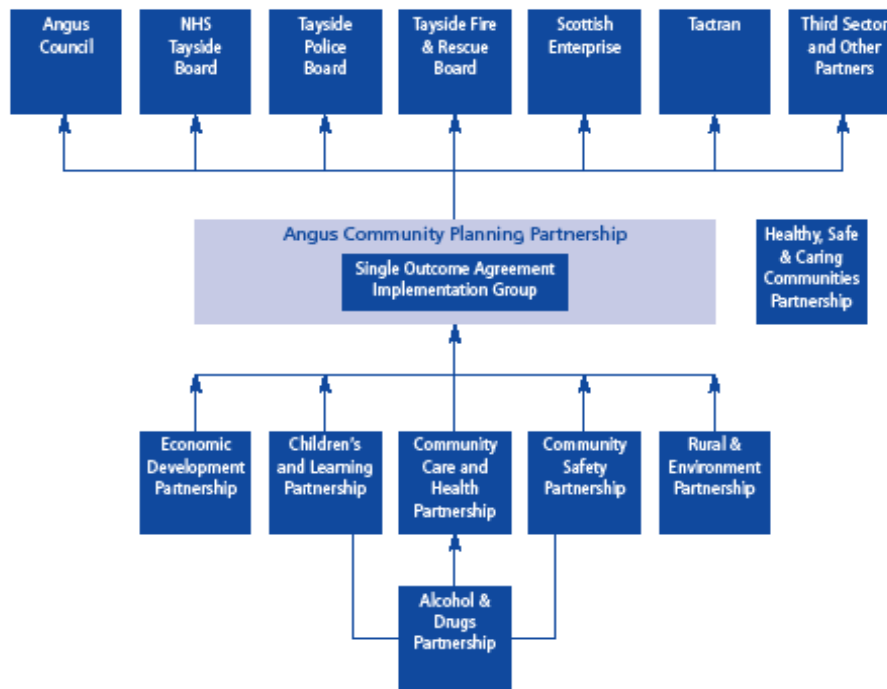 Angus
Council
NHS
Tayside
Board
Tayside
Police
Board
Tayside Fire
& Rescue
Board
Scottish
Enterprise
Tactran
Third Sector
and Other
Partners
Angus Community Planning Partnership
Single Outcome Agreement
Implementation Group
Healthy, Safe
& Caring
Communities
Partnership
Economic
Development
Partnership
Children's
and Learning
Partnership
Community
Care and
Health
Partnership
Community
Safety
Partnership
Rural &
Environment
Partnership
Alcohol &
Drugs
Partnership